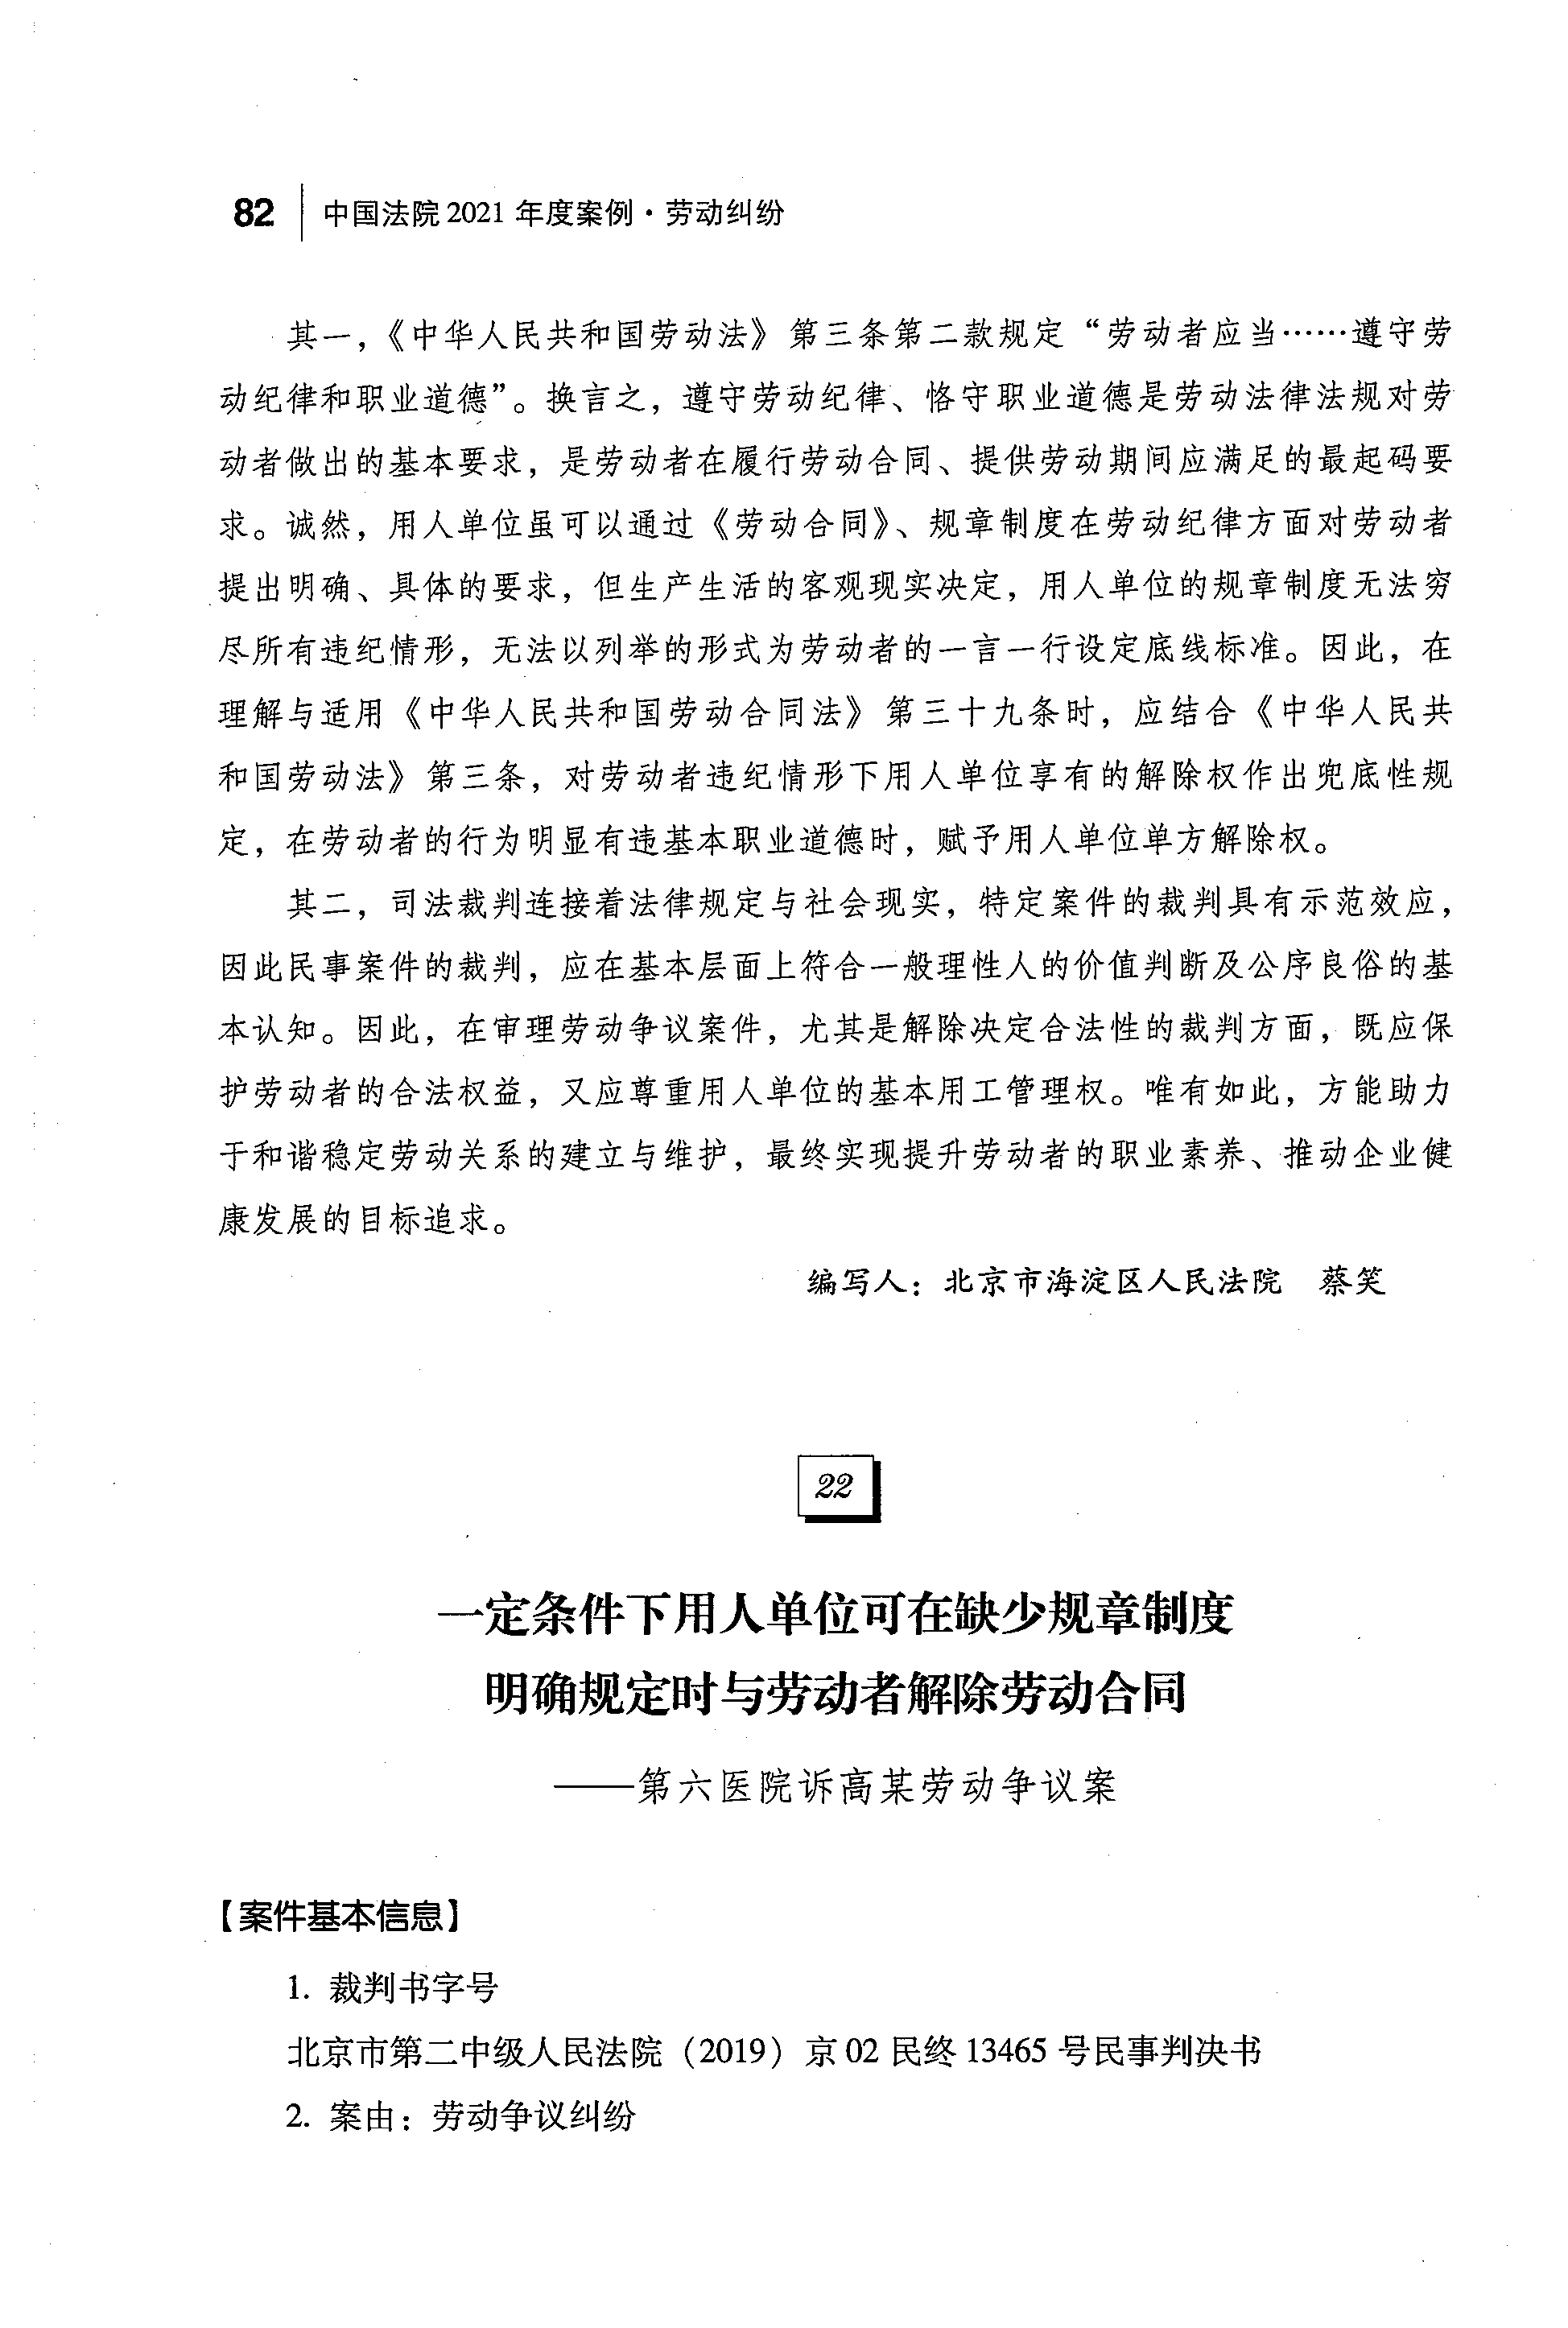 82 中国法院2021年度案例·劳动纠纷
其一，《中华人民共和国劳动法》第三条第二款规定“劳动者应当……遵守劳
动纪律和职业道德”。换言之，遵守劳动纪律、恪守职业道德是劳动法律法规对劳
动者做出的基本要求，是劳动者在履行劳动合同、提供劳动期间应满足的最起码要
求。诚然，用人单位虽可以通过《劳动合同》、规章制度在劳动纪律方面对劳动者
提出明确、具体的要求，但生产生活的客观现实决定，用人单位的规章制度无法穷
尽所有违纪情形，无法以列举的形式为劳动者的一言一行设定底线标准。因此，在
理解与适用《中华人民共和国劳动合同法》第三十九条时，应结合《中华人民共
和国劳动法》第三条，对劳动者违纪情形下用人单位享有的解除权作出兜底性规
定，在劳动者的行为明显有违基本职业道德时，赋予用人单位单方解除权。
其二，司法裁判连接着法律规定与社会现实，特定案件的裁判具有示范效应，
因此民事案件的裁判，应在基本层面上符合一般理性人的价值判断及公序良俗的基
本认知。因此，在审理劳动争议案件，尤其是解除决定合法性的裁判方面，既应保
护劳动者的合法权益，又应尊重用人单位的基本用工管理权。唯有如此，方能助力
于和谐稳定劳动关系的建立与维护，最终实现提升劳动者的职业素养、推动企业健
康发展的目标追求。
编写人：北京市海淀区人民法院 蔡笑
22
一定条件下用人单位可在缺少规章制度
明确规定时与劳动者解除劳动合同
——第六医院诉高某劳动争议案
【案件基本信息】
1. 裁判书字号
北京市第二中级人民法院（2019）京02民终13465号民事判决书
2. 案由：劳动争议纠纷